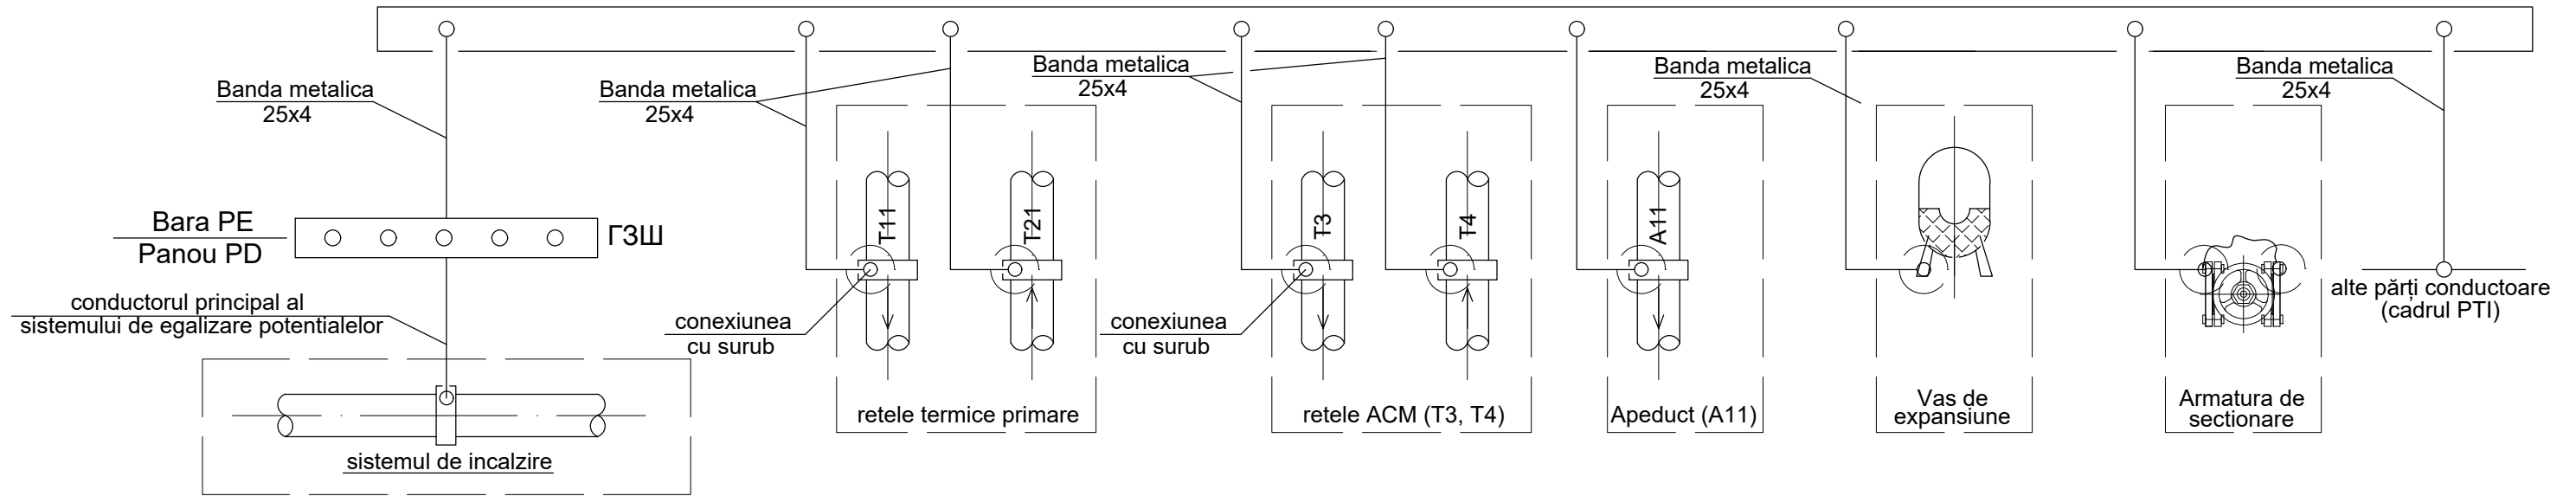 Banda metalica
25x4
Banda metalica
25x4
Banda metalica
25x4
Banda metalica
25x4
Banda metalica
25x4
Bara PE
Panou PD
ГЗШ
conductorul principal al
sistemului de egalizare potentialelor
sistemul de incalzire
conexiunea
cu surub
T11
T21
retele termice primare
conexiunea
cu surub
T3
T4
retele ACM (T3, T4)
A11
Apeduct (A11)
Vas de
expansiune
Armatura de
sectionare
alte părți conductoare
(cadrul PTI)